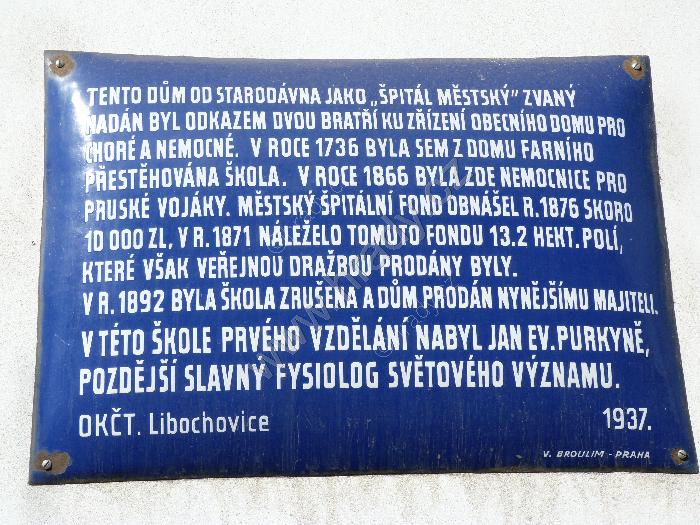 TENTO DŮM OD STARODÁVNA JAKO „ŠPITÁL MĚSTSKÝ" ZVANÝ
NADÁN BYL ODKAZEM DVOU BRATŘÍ KU ZŘÍZENÍ OBECNÍHO DOMU PRO
CHORÉ A NEMOCNÉ. V ROCE 1736 BYLA SEM Z DOMU FARNÍHO
PŘESTĚHOVÁNA ŠKOLA. V ROCE 1866 BYLA ZDE NEMOCNICE PRO
PRUSKÉ VOJÁKY. MĚSTSKÝ ŠPITÁLNÍ FOND OBNÁŠEL R. 1876 SKORO
10 000 ZL, V R. 1871 NÁLEŽELO TOMUTO FONDU 13.2 HEKT. POLÍ,
KTERÉ VŠAK VEŘEJNOU DRAŽBOU PRODÁNY BYLY.
V R. 1892 BYLA ŠKOLA ZRUŠENA A DŮM PRODÁN NYNĚJŠÍMU MAJITELI.
V TÉTO ŠKOLE PRVÉHO VZDĚLÁNÍ NABYL JAN EV. PURKYNĚ,
POZDĚJŠÍ SLAVNÝ FYSIOLOG SVĚTOVÉHO VÝZNAMU.
OKČT. Libochovice 1937.
V. BROULIM - PRAHA
www.hrady.cz